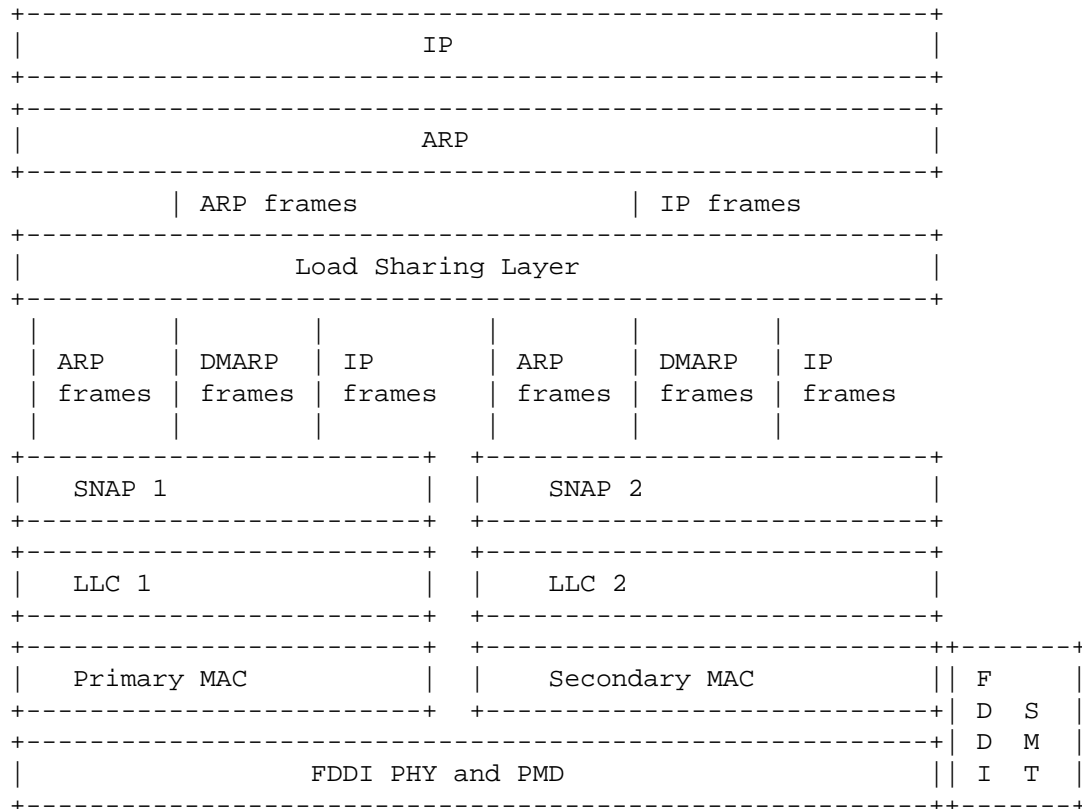 IP
ARP
ARP frames IP frames
Load Sharing Layer
ARP DMARP IP ARP DMARP IP
frames frames frames frames frames frames
SNAP 1 SNAP 2
LLC 1 LLC 2
Primary MAC Secondary MAC F
D S
D M
FDDI PHY and PMD I T